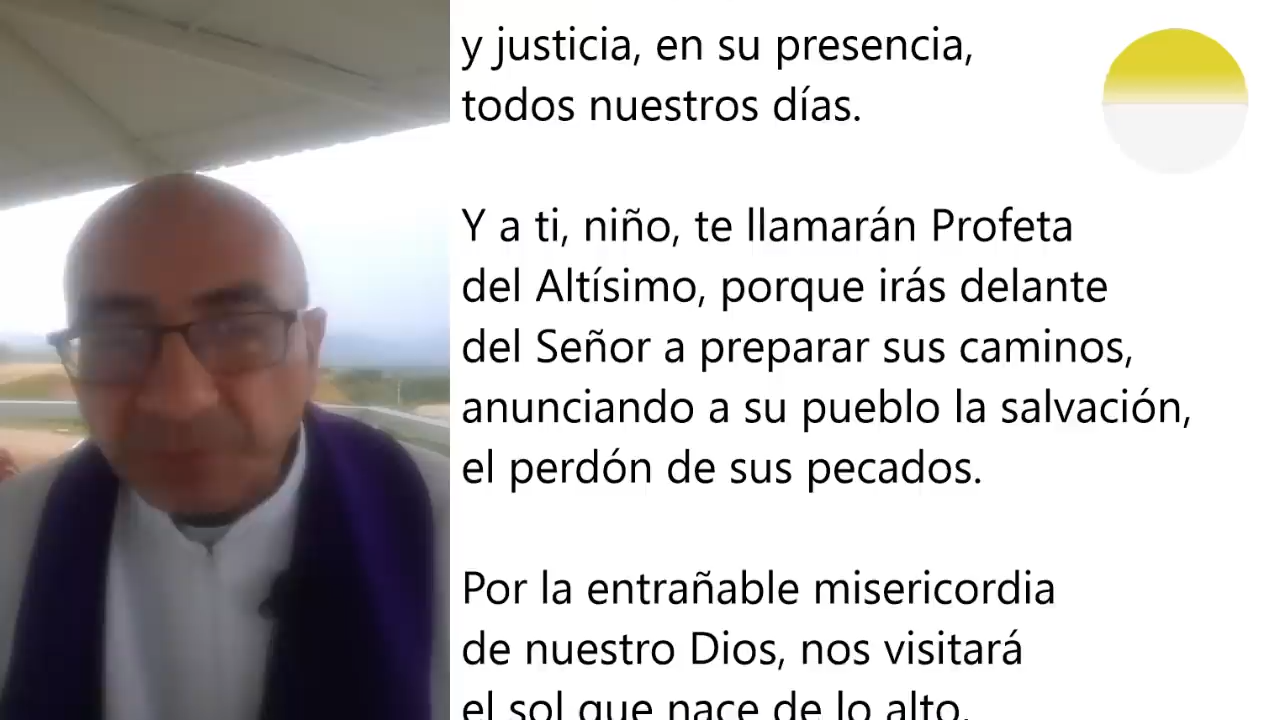 y justicia, en su presencia,
todos nuestros días.
Y a ti, niño, te llamarán Profeta
del Altísimo, porque irás delante
del Señor a preparar sus caminos,
anunciando a su pueblo la salvación,
el perdón de sus pecados.
Por la entrañable misericordia
de nuestro Dios, nos visitará
el sol que nace de lo alto,